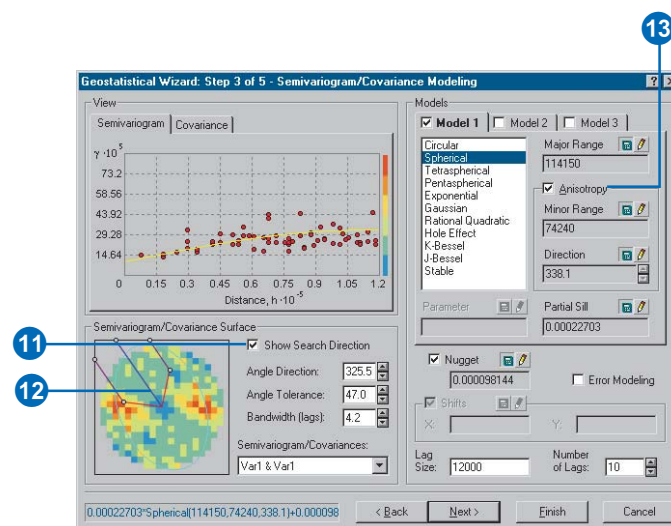 13
Geostatistical Wizard: Step 3 of 5 - Semivariogram/Covariance Modeling
View
Semivariogram
Covariance
γ·10⁵
73.2
58.56
43.92
29.28
14.64
0
0.15
0.3
0.45
0.6
0.75
0.9
1.05
1.2
Distance, h·10⁻⁵
Models
Model 1
Model 2
Model 3
Circular
Spherical
Tetraspherical
Pentaspherical
Exponential
Gaussian
Rational Quadratic
Hole Effect
K-Bessel
J-Bessel
Stable
Major Range
114150
Anisotropy
Minor Range
74240
Direction
338.1
Parameter
Partial Sill
0.00022703
11
12
Semivariogram/Covariance Surface
Show Search Direction
Angle Direction: 325.5
Angle Tolerance: 47.0
Bandwidth (lags): 4.2
Semivariogram/Covariances:
Var1 & Var1
Nugget
0.000098144
Error Modeling
Shifts
X:
Y:
Lag
Size: 12000
Number
of Lags: 10
0.00022703*Spherical(114150,74240,338.1)+0.000098
< Back
Next >
Finish
Cancel